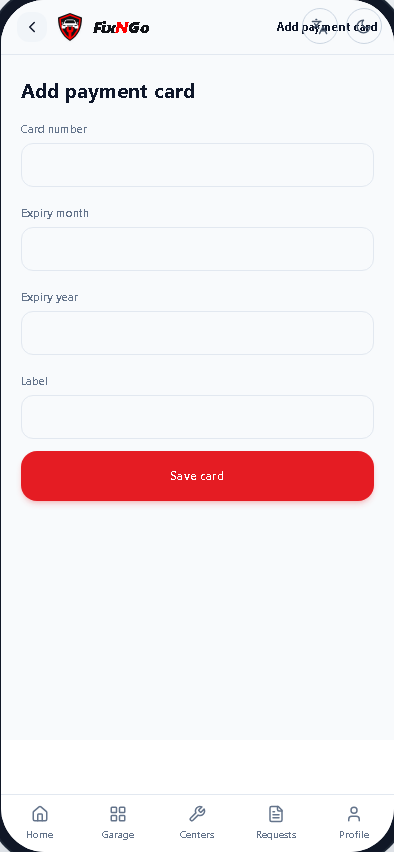 FixNGo
Add payment card
Add payment card
Card number
Expiry month
Expiry year
Label
Save card
Home Garage Centers Requests Profile